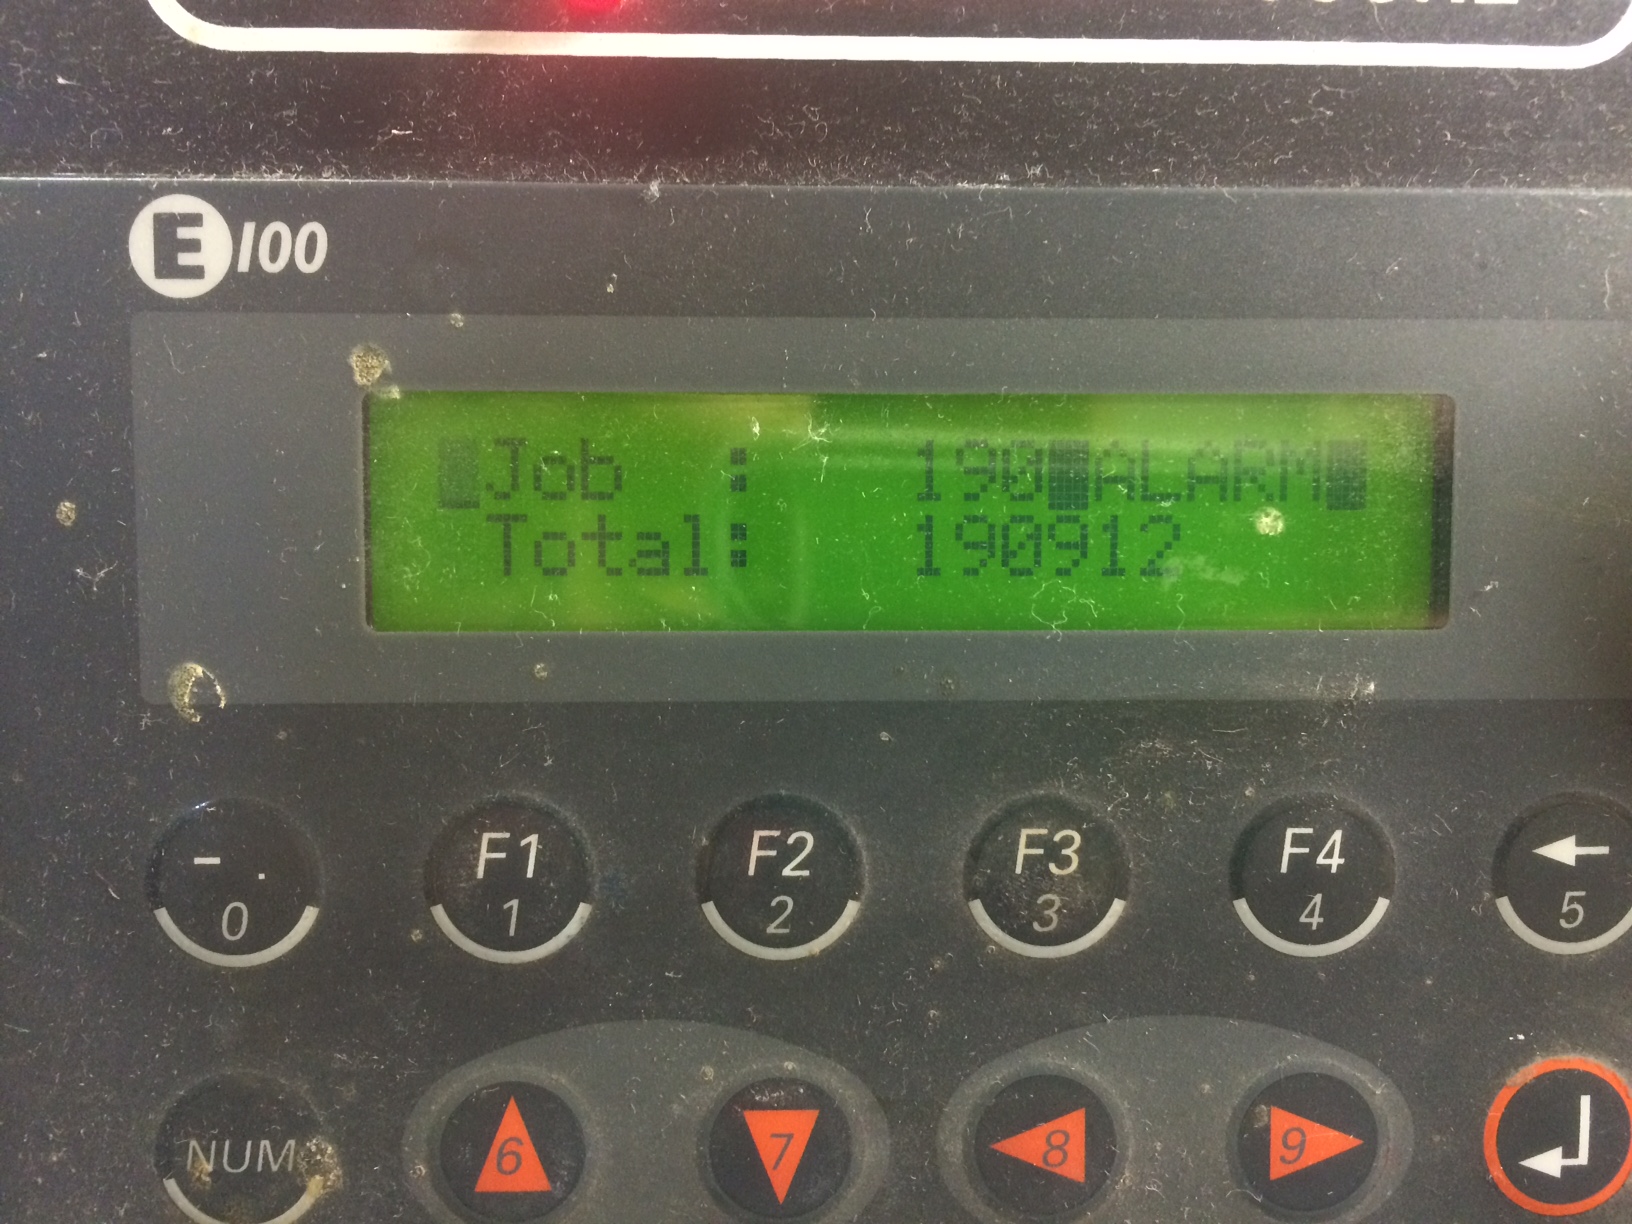 E100
Job : 190 ALARM
Total: 190912
- . F1 F2 F3 F4 ←
0 1 2 3 4 5
NUM 6 7 8 9